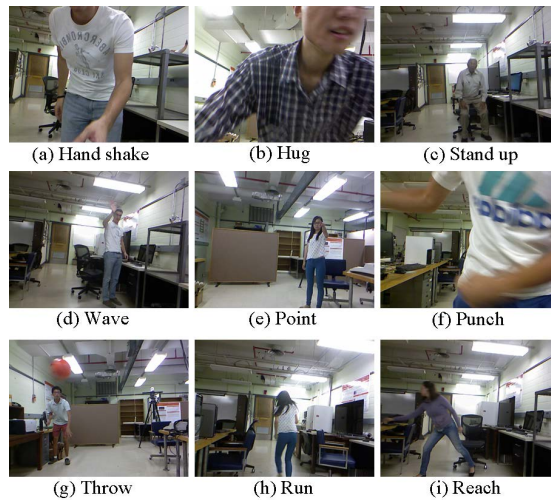 (a) Hand shake
(b) Hug
(c) Stand up
(d) Wave
(e) Point
(f) Punch
(g) Throw
(h) Run
(i) Reach